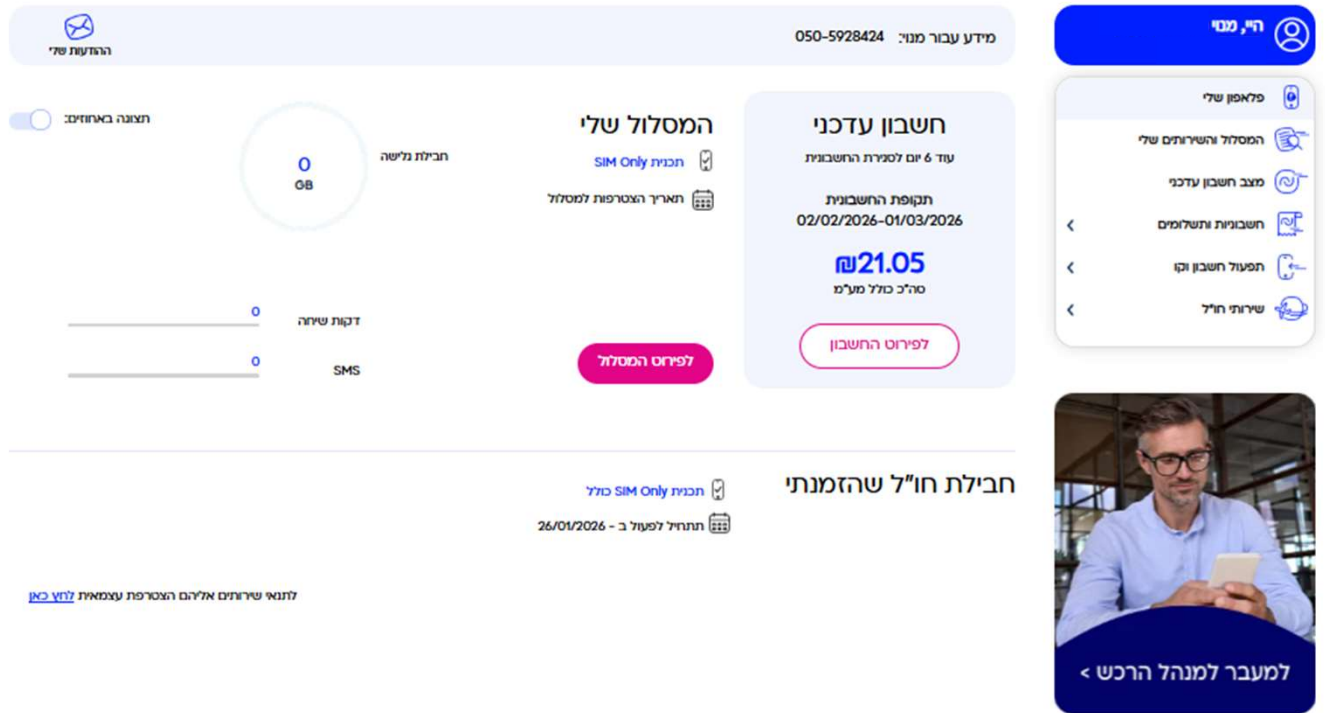 היי, מנוי
פלאפון שלי
המסלול והשירותים שלי
מצב חשבון עדכני
חשבוניות ותשלומים
תפעול חשבון וקו
שירותי חו"ל
למעבר למנהל הרכש >
מידע עבור מנוי: 050-5928424
ההודעות שלי
חשבון עדכני
עוד 6 יום לסגירת החשבונית
תקופת החשבונית
02/02/2026-01/03/2026
₪21.05
סה"כ כולל מע"מ
לפירוט החשבון
המסלול שלי
תכנית SIM Only
תאריך הצטרפות למסלול
לפירוט המסלול
תצוגה באחוזים:
חבילת גלישה
0
GB
דקות שיחה
0
SMS
0
חבילת חו"ל שהזמנתי
תכנית SIM Only כולל
תתחיל לפעול ב - 26/01/2026
לתנאי שירותים אליהם הצטרפת עצמאית לחץ כאן